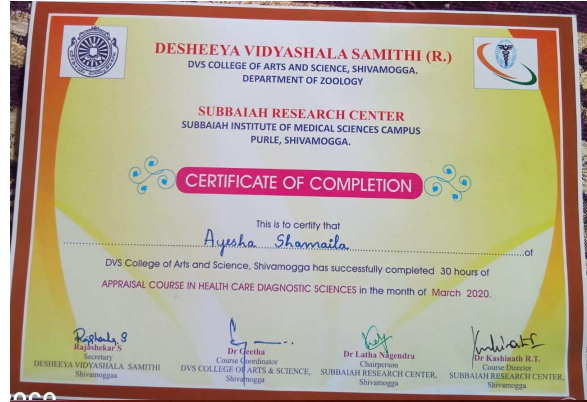 DESHEEYA VIDYASHALA SAMITHI (R.)
DVS COLLEGE OF ARTS AND SCIENCE, SHIVAMOGGA.
DEPARTMENT OF ZOOLOGY
SUBBAIAH RESEARCH CENTER
SUBBAIAH INSTITUTE OF MEDICAL SCIENCES CAMPUS
PURLE, SHIVAMOGGA.
CERTIFICATE OF COMPLETION
This is to certify that
Ayesha Shamaila of
DVS College of Arts and Science, Shivamogga has successfully completed 30 hours of
APPRAISAL COURSE IN HEALTH CARE DIAGNOSTIC SCIENCES in the month of March 2020.
Rajashekar S
Secretary
DESHEEYA VIDYASHALA SAMITHI
Shivamoggaa
Dr Geetha
Course Coordinator
DVS COLLEGE OF ARTS & SCIENCE,
Shivamogga
Dr Latha Nagendra
Chairperson
SUBBAIAH RESEARCH CENTER,
Shivamogga
Dr Kashinath R.T.
Course Director
SUBBAIAH RESEARCH CENTER,
Shivamogga